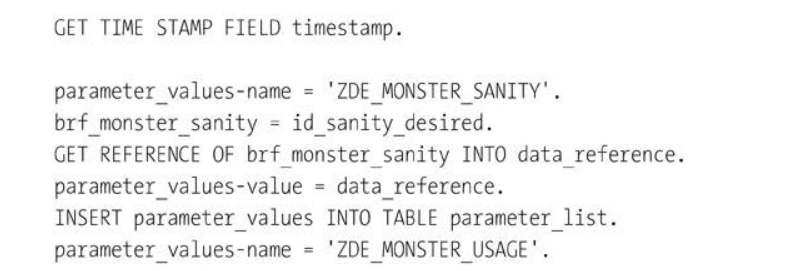 GET TIME STAMP FIELD timestamp.
parameter_values-name = 'ZDE_MONSTER_SANITY'.
brf_monster_sanity = id_sanity_desired.
GET REFERENCE OF brf_monster_sanity INTO data_reference.
parameter_values-value = data_reference.
INSERT parameter_values INTO TABLE parameter_list.
parameter_values-name = 'ZDE_MONSTER_USAGE'.